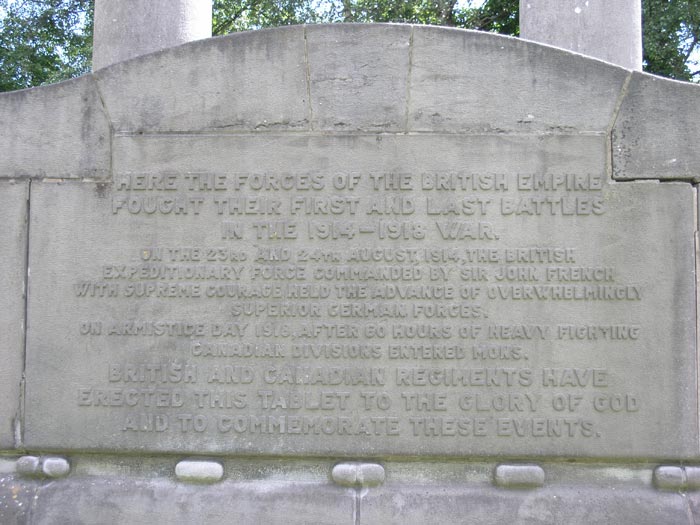 HERE THE FORCES OF THE BRITISH EMPIRE
FOUGHT THEIR FIRST AND LAST BATTLES
IN THE 1914-1918 WAR.
ON THE 23RD AND 24TH AUGUST, 1914, THE BRITISH
EXPEDITIONARY FORCE COMMANDED BY SIR JOHN FRENCH
WITH SUPREME COURAGE HELD THE ADVANCE OF OVERWHELMINGLY
SUPERIOR GERMAN FORCES.
ON ARMISTICE DAY 1918, AFTER 60 HOURS OF HEAVY FIGHTING
CANADIAN DIVISIONS ENTERED MONS.
BRITISH AND CANADIAN REGIMENTS HAVE
ERECTED THIS TABLET TO THE GLORY OF GOD
AND TO COMMEMORATE THESE EVENTS.